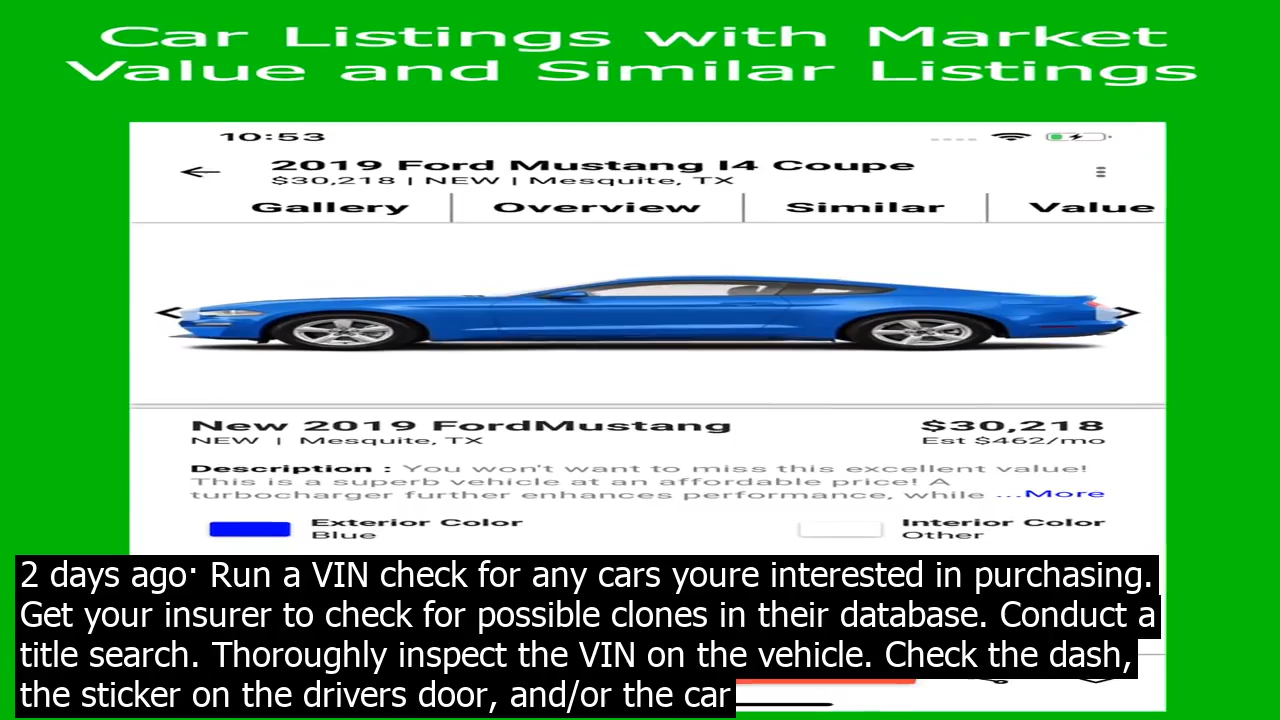 Car Listings with Market
Value and Similar Listings
10:53
2019 Ford Mustang I4 Coupe
$30,218 | NEW | Mesquite, TX
Gallery | Overview | Similar | Value
New 2019 FordMustang
$30,218
NEW | Mesquite, TX
Est $462/mo
Description : You won't want to miss this excellent value!
This is a superb vehicle at an affordable price! A
turbocharger further enhances performance, while ...More
Exterior Color
Blue
Interior Color
Other
2 days ago· Run a VIN check for any cars youre interested in purchasing.
Get your insurer to check for possible clones in their database. Conduct a
title search. Thoroughly inspect the VIN on the vehicle. Check the dash,
the sticker on the drivers door, and/or the car